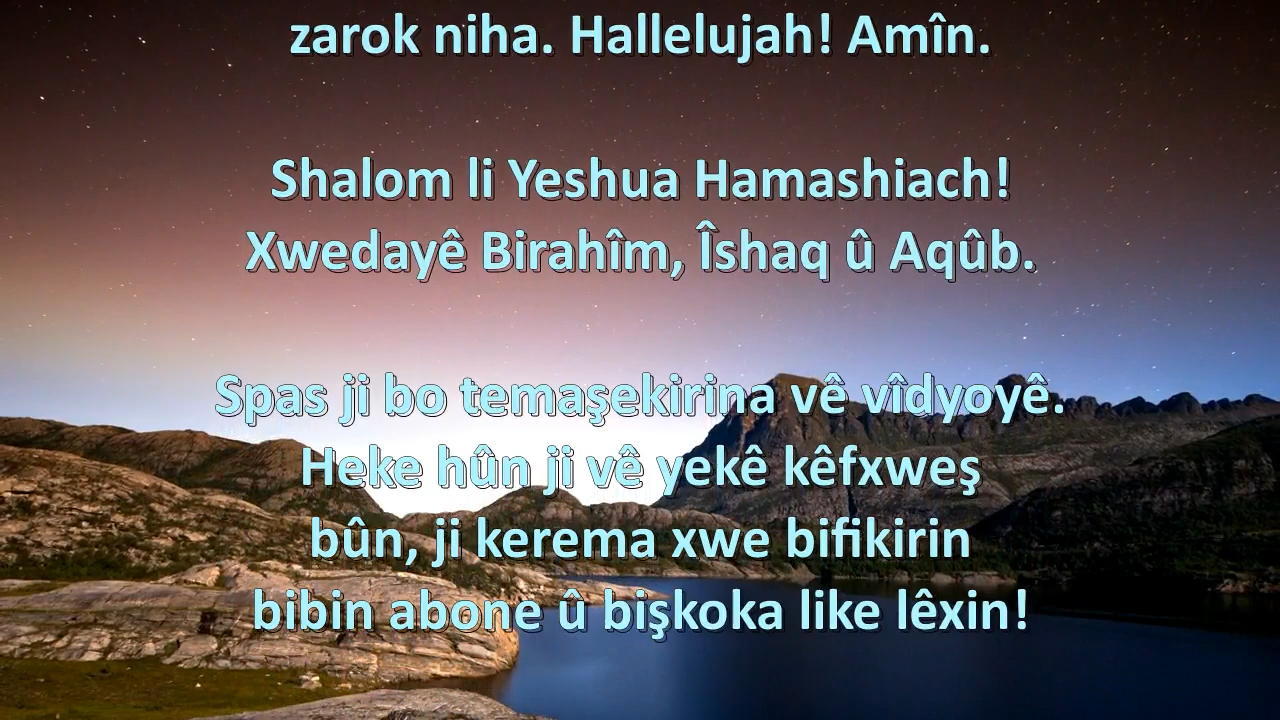 zarok niha. Hallelujah! Amîn.
Shalom li Yeshua Hamashiach!
Xwedayê Birahîm, Îshaq û Aqûb.
Spas ji bo temaşekirina vê vîdyoyê.
Heke hûn ji vê yekê kêfxweş
bûn, ji kerema xwe bifikirin
bibin abone û bişkoka like lêxin!